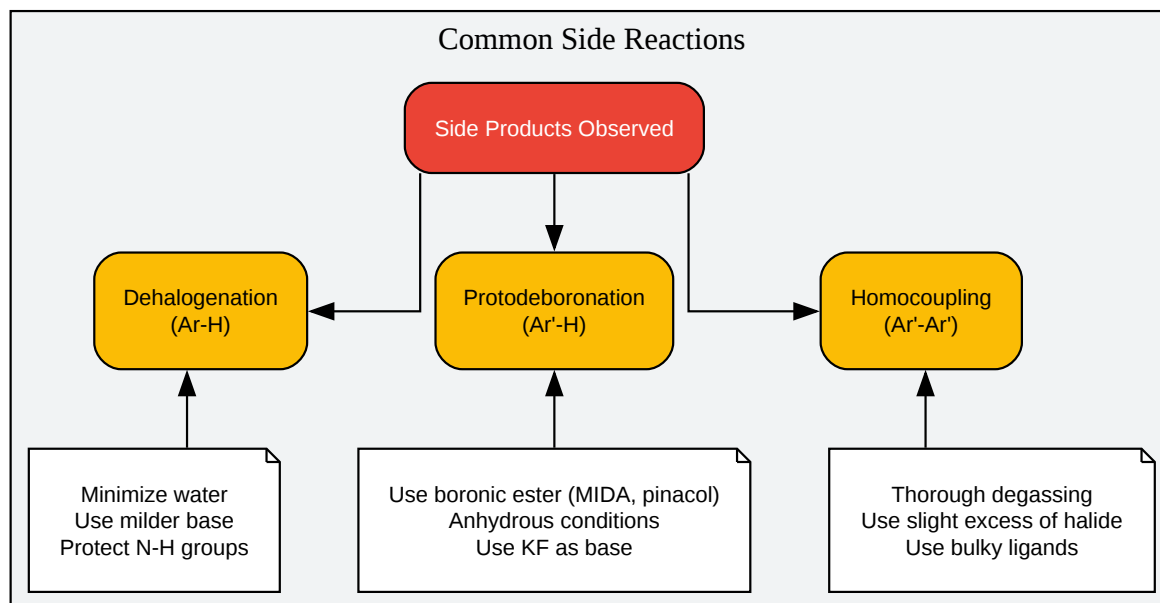 Common Side Reactions
Side Products Observed
Dehalogenation
(Ar-H)
Protodeboronation
(Ar'-H)
Homocoupling
(Ar'-Ar')
Minimize water
Use milder base
Protect N-H groups
Use boronic ester (MIDA, pinacol)
Anhydrous conditions
Use KF as base
Thorough degassing
Use slight excess of halide
Use bulky ligands